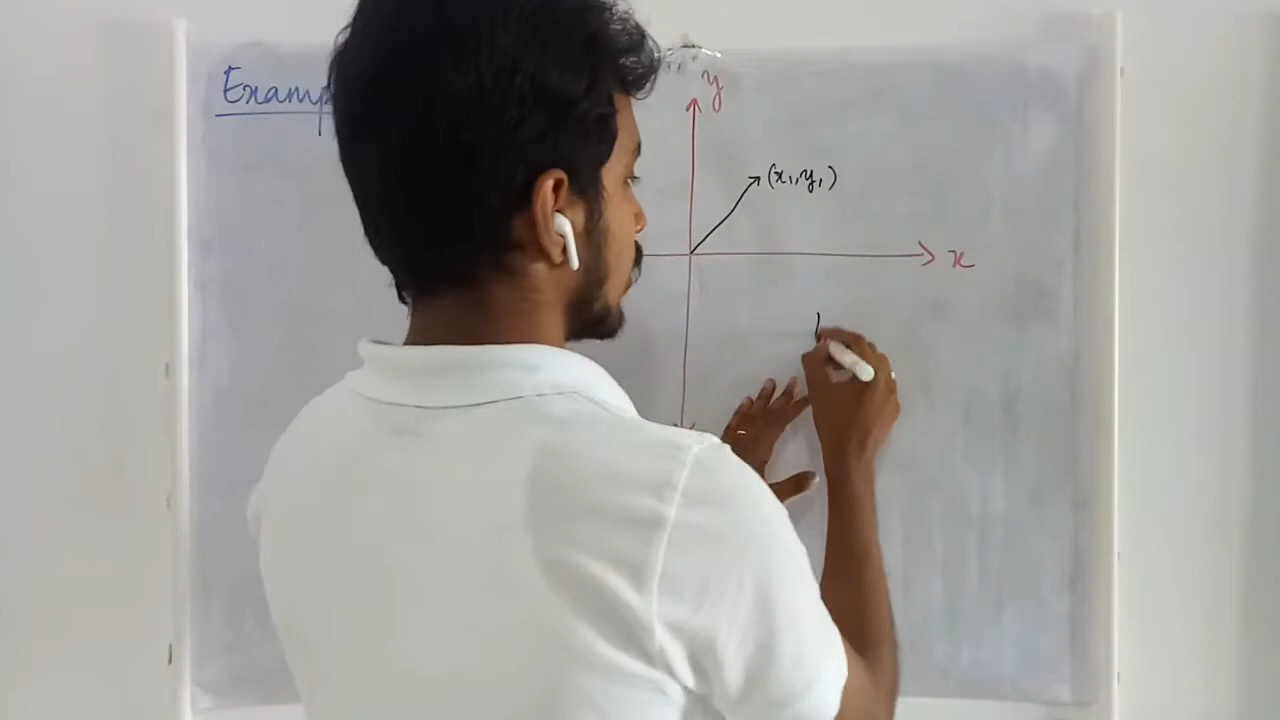 Examp
y
(x₁, y₁)
x